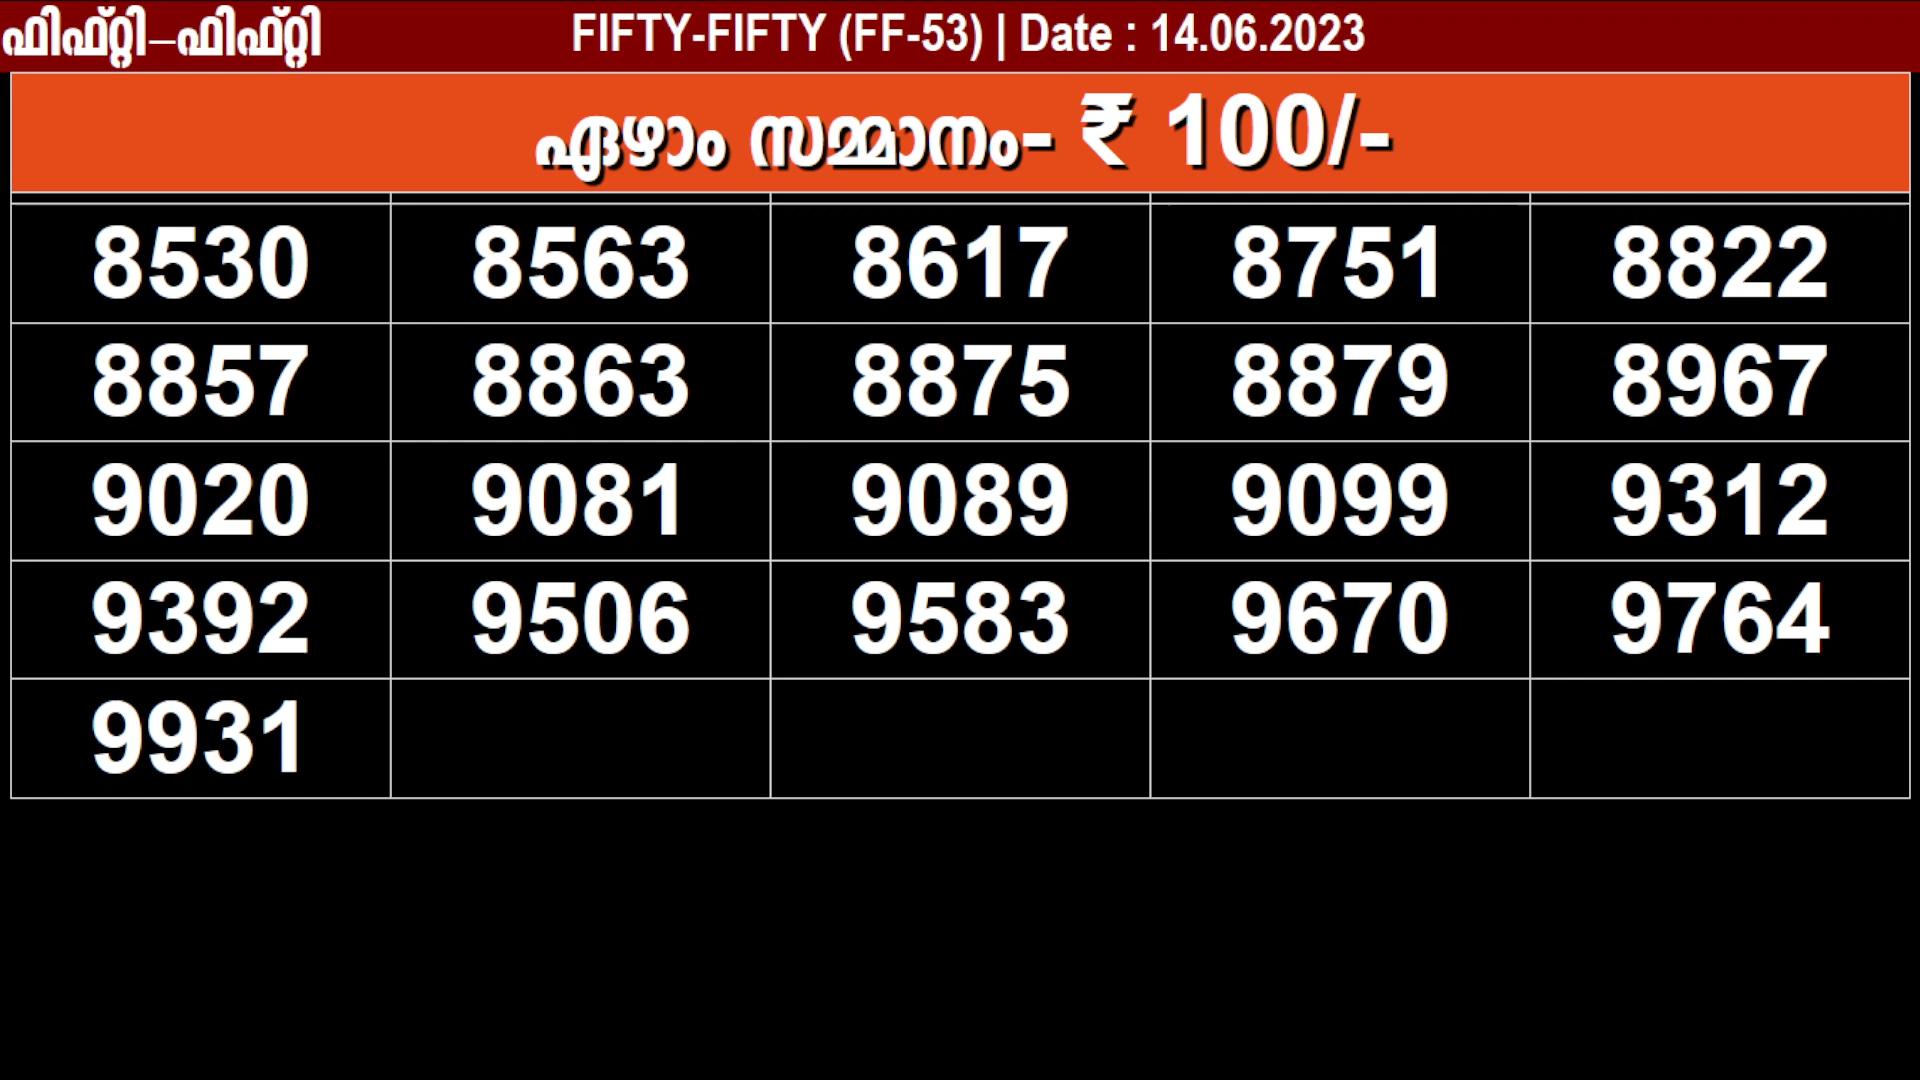 ഫിഫ്റ്റി–ഫിഫ്റ്റി FIFTY-FIFTY (FF-53) | Date : 14.06.2023
ഏഴാം സമ്മാനം- ₹ 100/-
8530 8563 8617 8751 8822
8857 8863 8875 8879 8967
9020 9081 9089 9099 9312
9392 9506 9583 9670 9764
9931